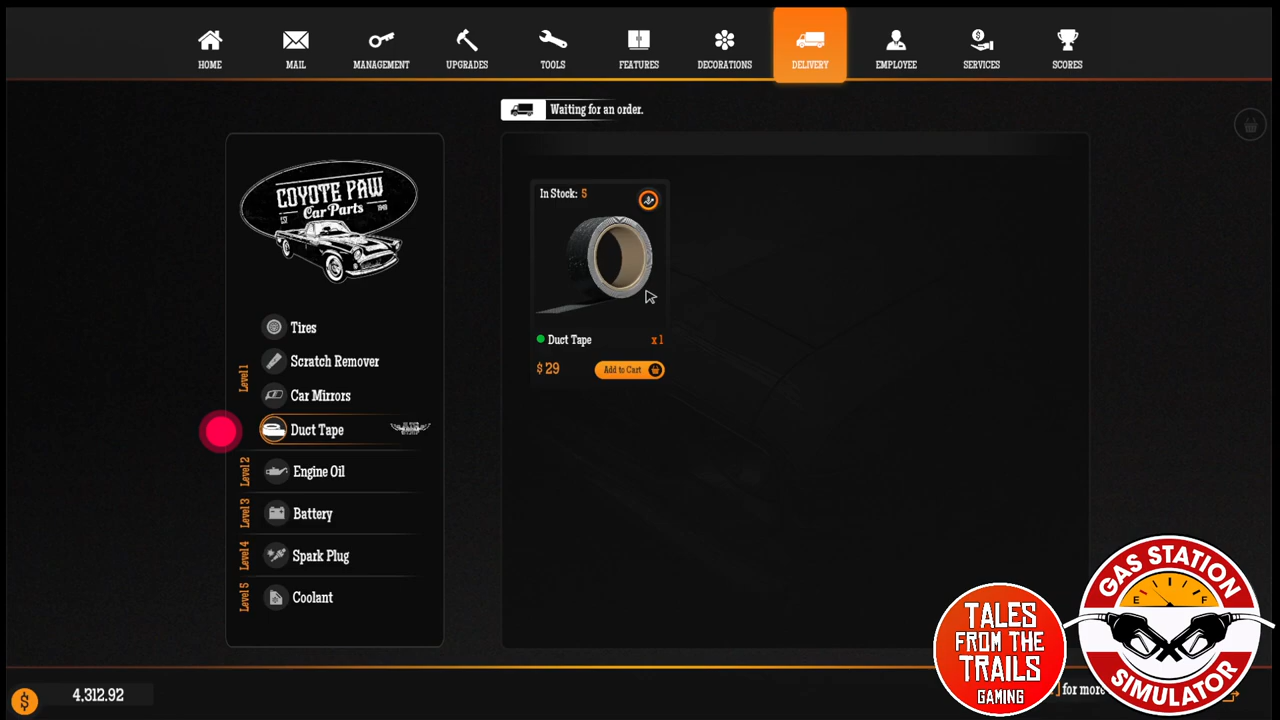 HOME
MAIL
MANAGEMENT
UPGRADES
TOOLS
FEATURES
DECORATIONS
DELIVERY
EMPLOYEE
SERVICES
SCORES
Waiting for an order.
COYOTE PAW
Car Parts
EST
Tires
Scratch Remover
Car Mirrors
Duct Tape
Engine Oil
Battery
Spark Plug
Coolant
Level 1
Level 2
Level 3
Level 4
Level 5
In Stock: 5
Duct Tape x 1
$ 29 Add to Cart
$ 4,312.92
for more
TALES
FROM THE
TRAILS
GAMING
GAS STATION
E F
SIMULATOR